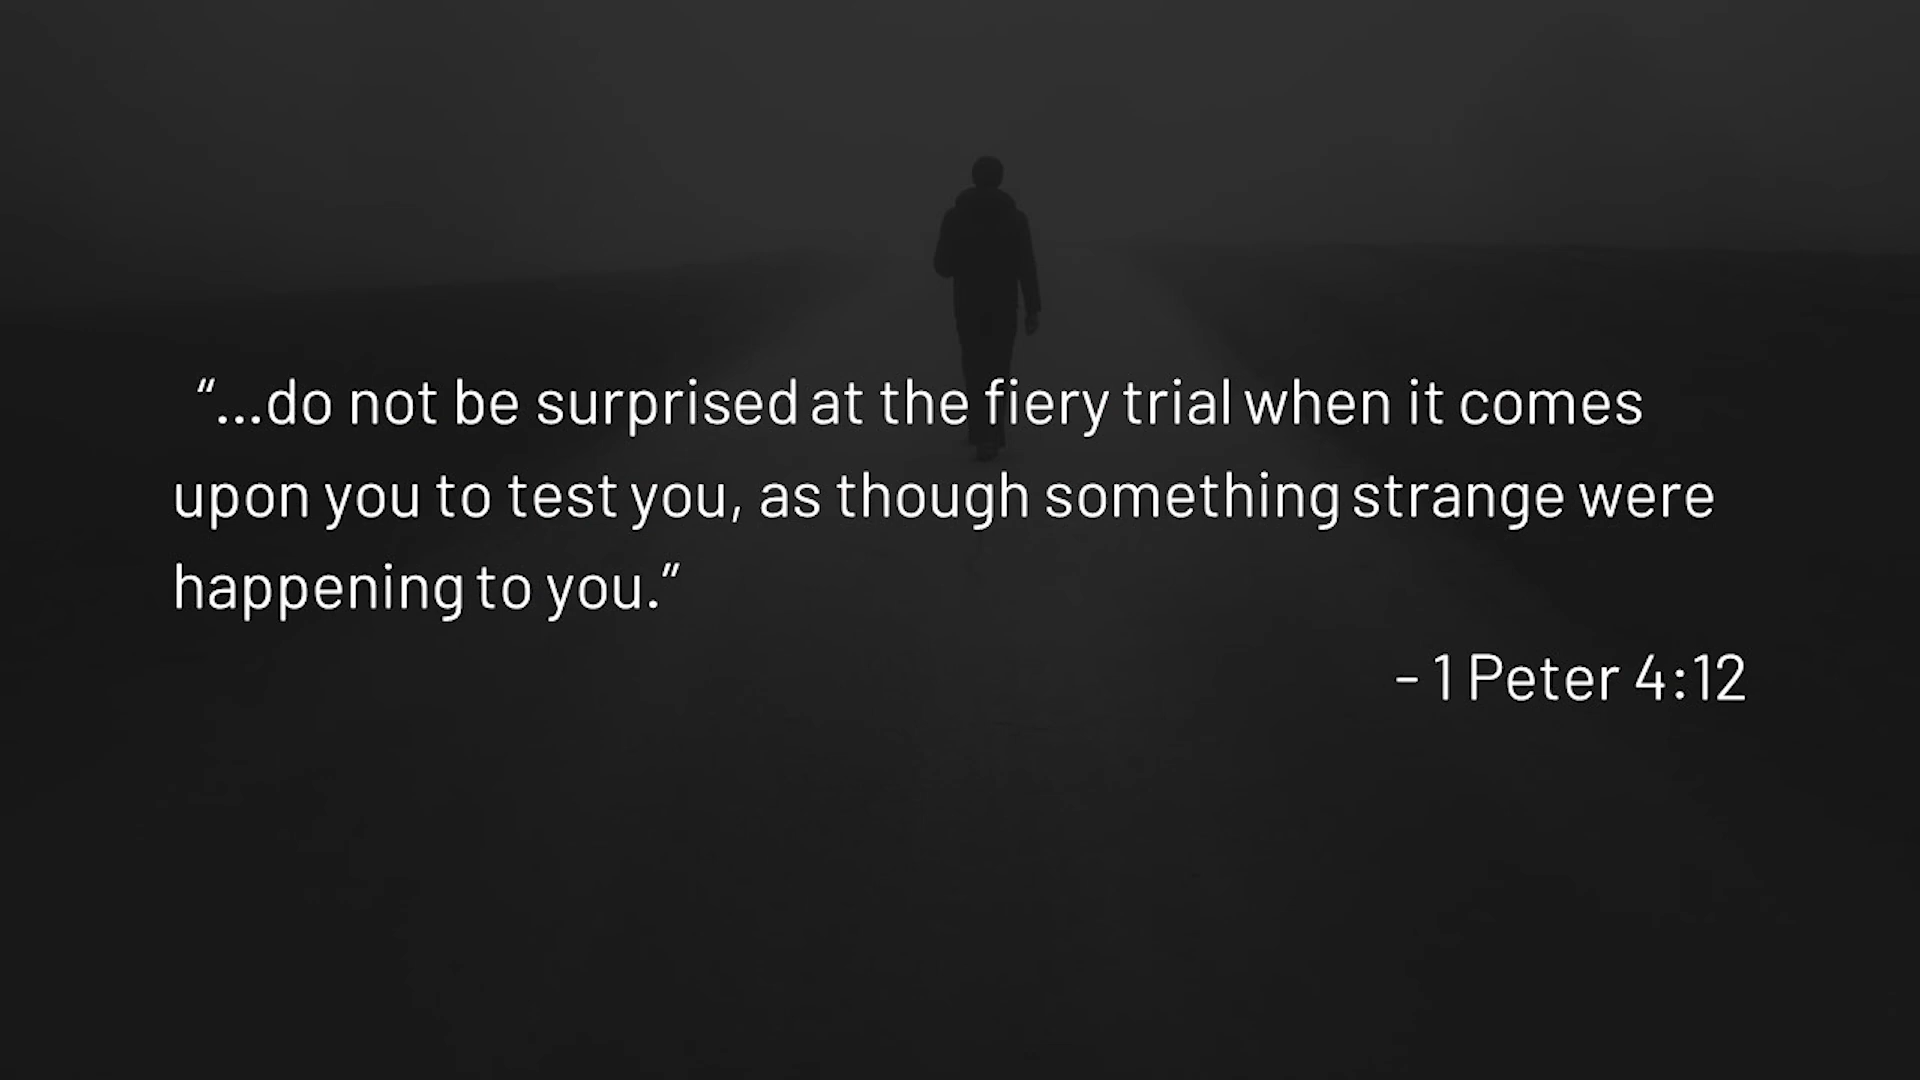 “...do not be surprised at the fiery trial when it comes
upon you to test you, as though something strange were
happening to you.”
- 1 Peter 4:12